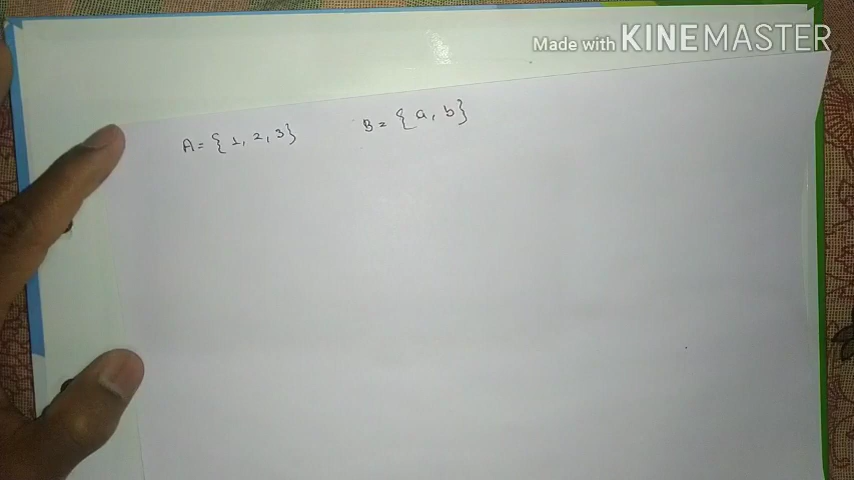 Made with KINEMASTER
A = {1, 2, 3} B = {a, b}